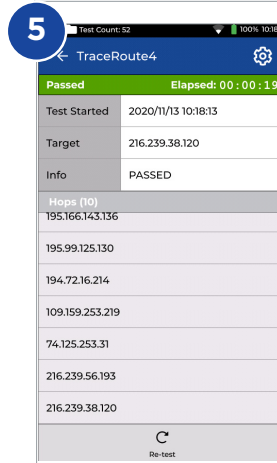 5
Test Count: 52
100% 10:18
TraceRoute4
Passed Elapsed: 00:00:19
Test Started 2020/11/13 10:18:13
Target 216.239.38.120
Info PASSED
Hops (10)
195.166.143.136
195.99.125.130
194.72.16.214
109.159.253.219
74.125.253.31
216.239.56.193
216.239.38.120
Re-test